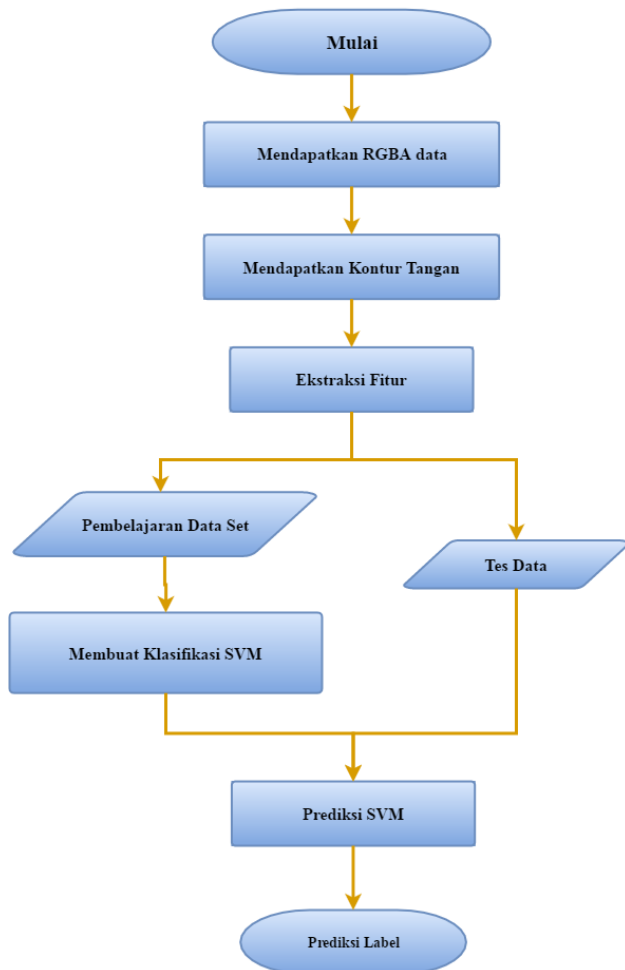 Mulai
Mendapatkan RGBA data
Mendapatkan Kontur Tangan
Ekstraksi Fitur
Pembelajaran Data Set
Tes Data
Membuat Klasifikasi SVM
Prediksi SVM
Prediksi Label